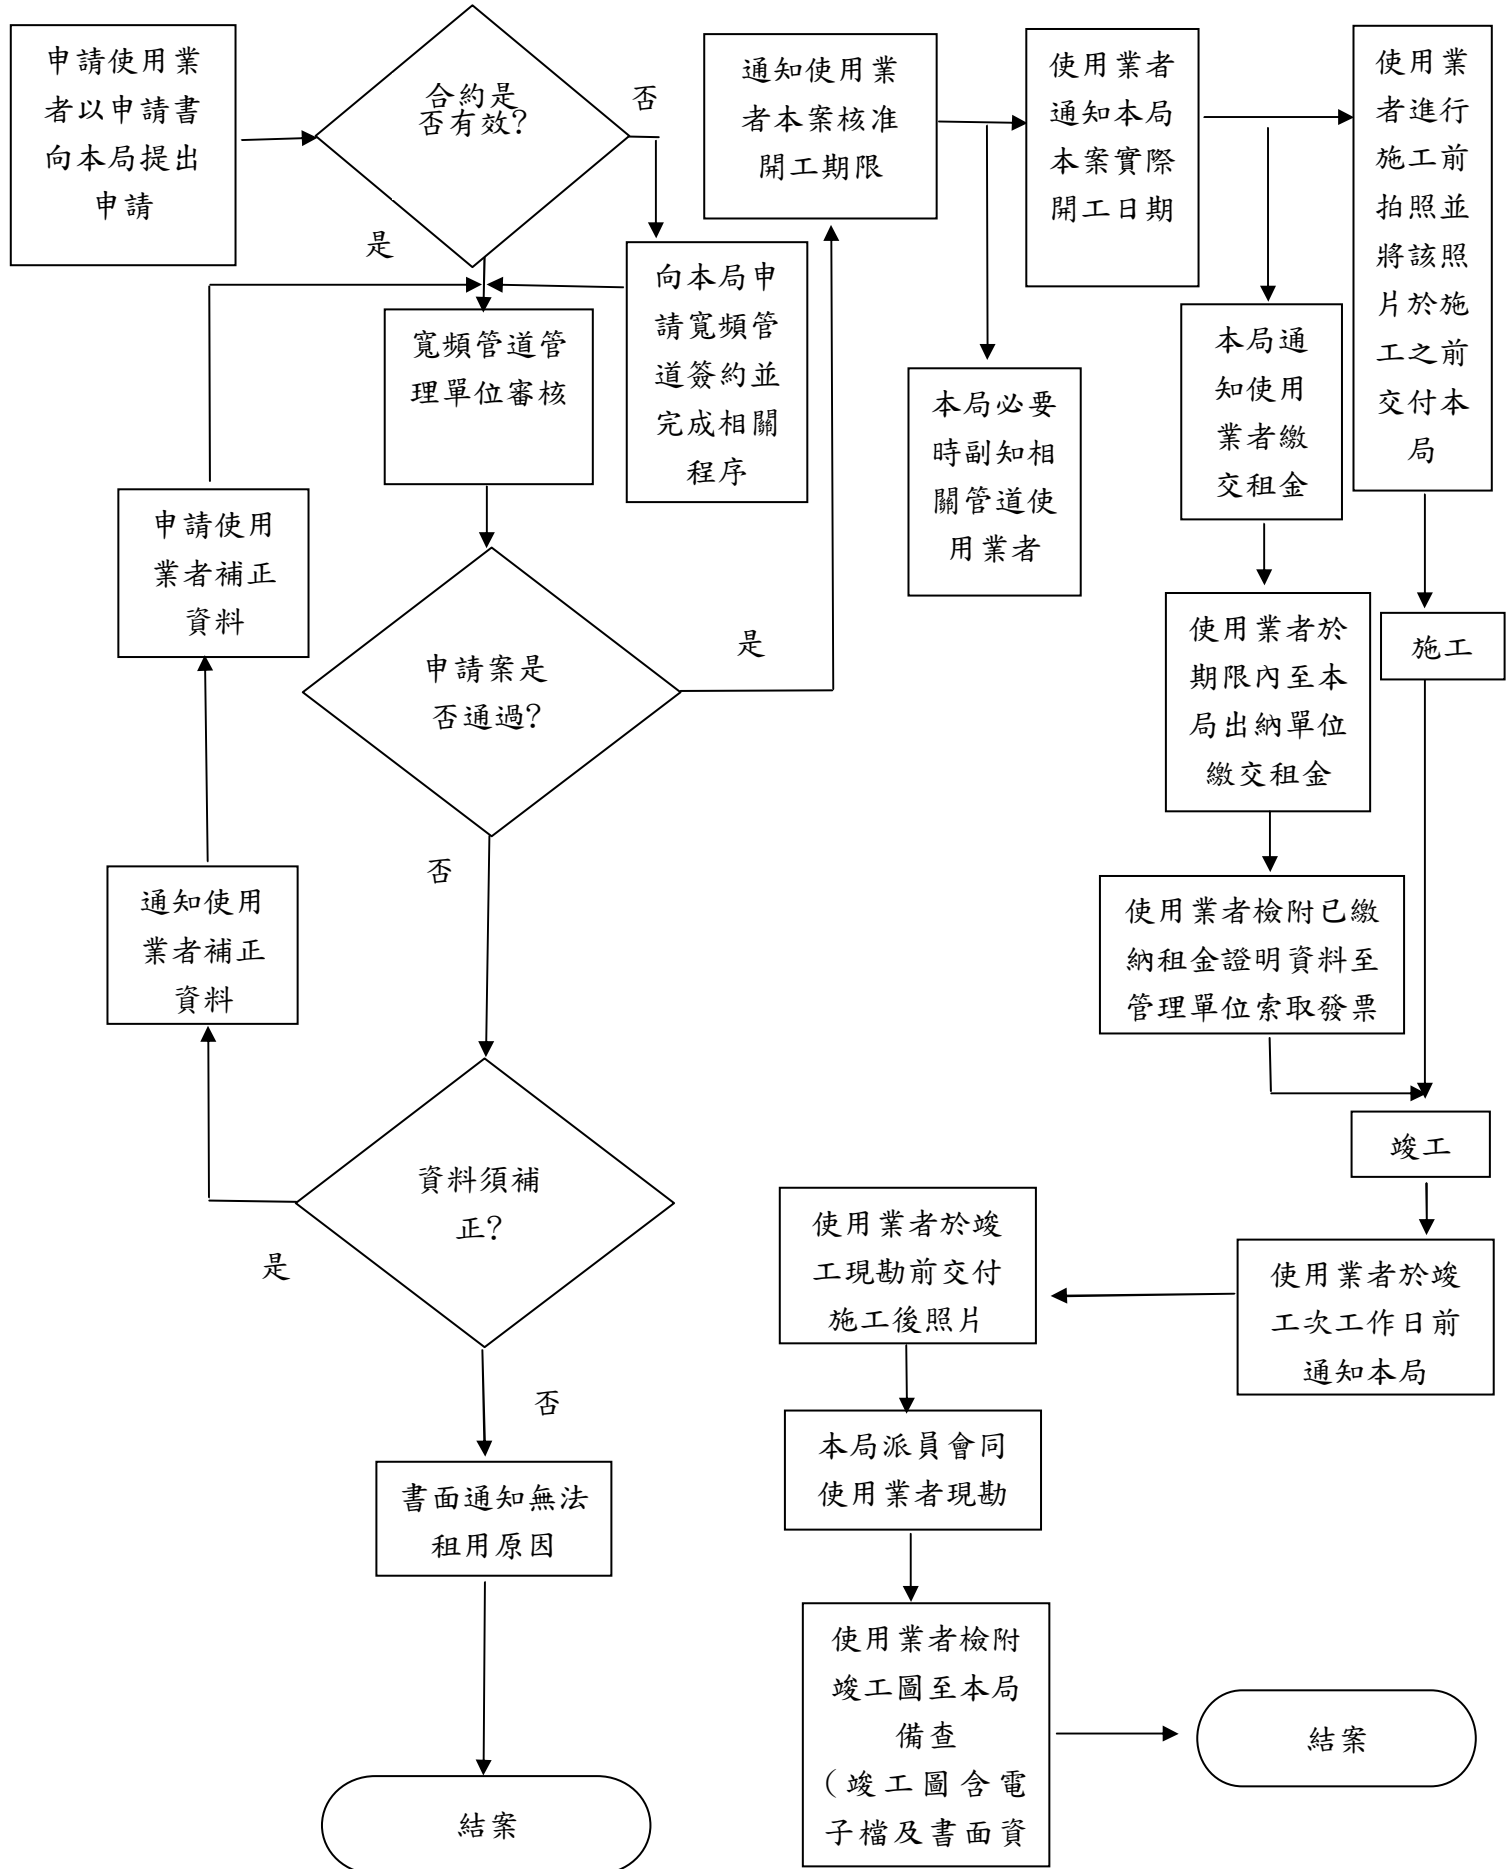 申請使用業
者以申請書
向本局提出
申請
合約是
否有效?
否
是
向本局申
請寬頻管
道簽約並
完成相關
程序
寬頻管道管
理單位審核
申請案是
否通過?
是
否
資料須補
正?
是
通知使用
業者補正
資料
申請使用
業者補正
資料
否
書面通知無法
租用原因
結案
通知使用業
者本案核准
開工期限
本局必要
時副知相
關管道使
用業者
使用業者
通知本局
本案實際
開工日期
本局通
知使用
業者繳
交租金
使用業者於
期限內至本
局出納單位
繳交租金
使用業者檢附已繳
納租金證明資料至
管理單位索取發票
使用業
者進行
施工前
拍照並
將該照
片於施
工之前
交付本
局
施工
竣工
使用業者於竣
工次工作日前
通知本局
使用業者於竣
工現勘前交付
施工後照片
本局派員會同
使用業者現勘
使用業者檢附
竣工圖至本局
備查
(竣工圖含電
子檔及書面資
結案